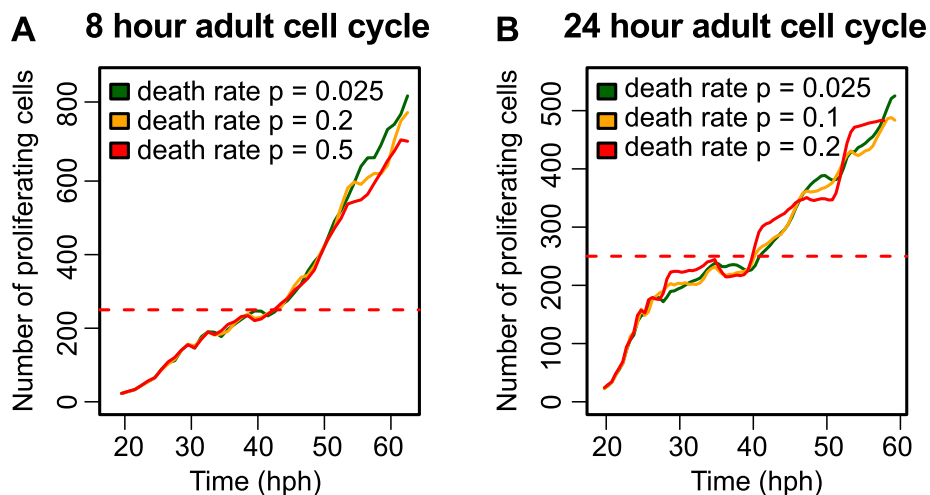 A 8 hour adult cell cycle
Number of proliferating cells
800
600
400
200
0
death rate p = 0.025
death rate p = 0.2
death rate p = 0.5
20 30 40 50 60
Time (hph)
B 24 hour adult cell cycle
Number of proliferating cells
500
400
300
200
100
0
death rate p = 0.025
death rate p = 0.1
death rate p = 0.2
20 30 40 50 60
Time (hph)